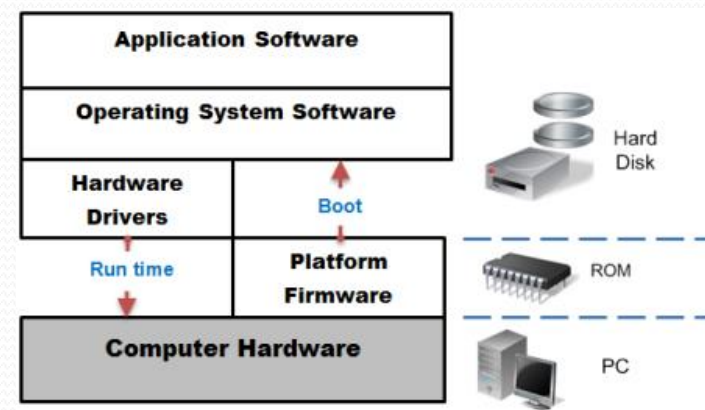 Application Software
Operating System Software
Hard
Disk
Hardware
Drivers
Boot
Run time
Platform
Firmware
ROM
Computer Hardware
PC